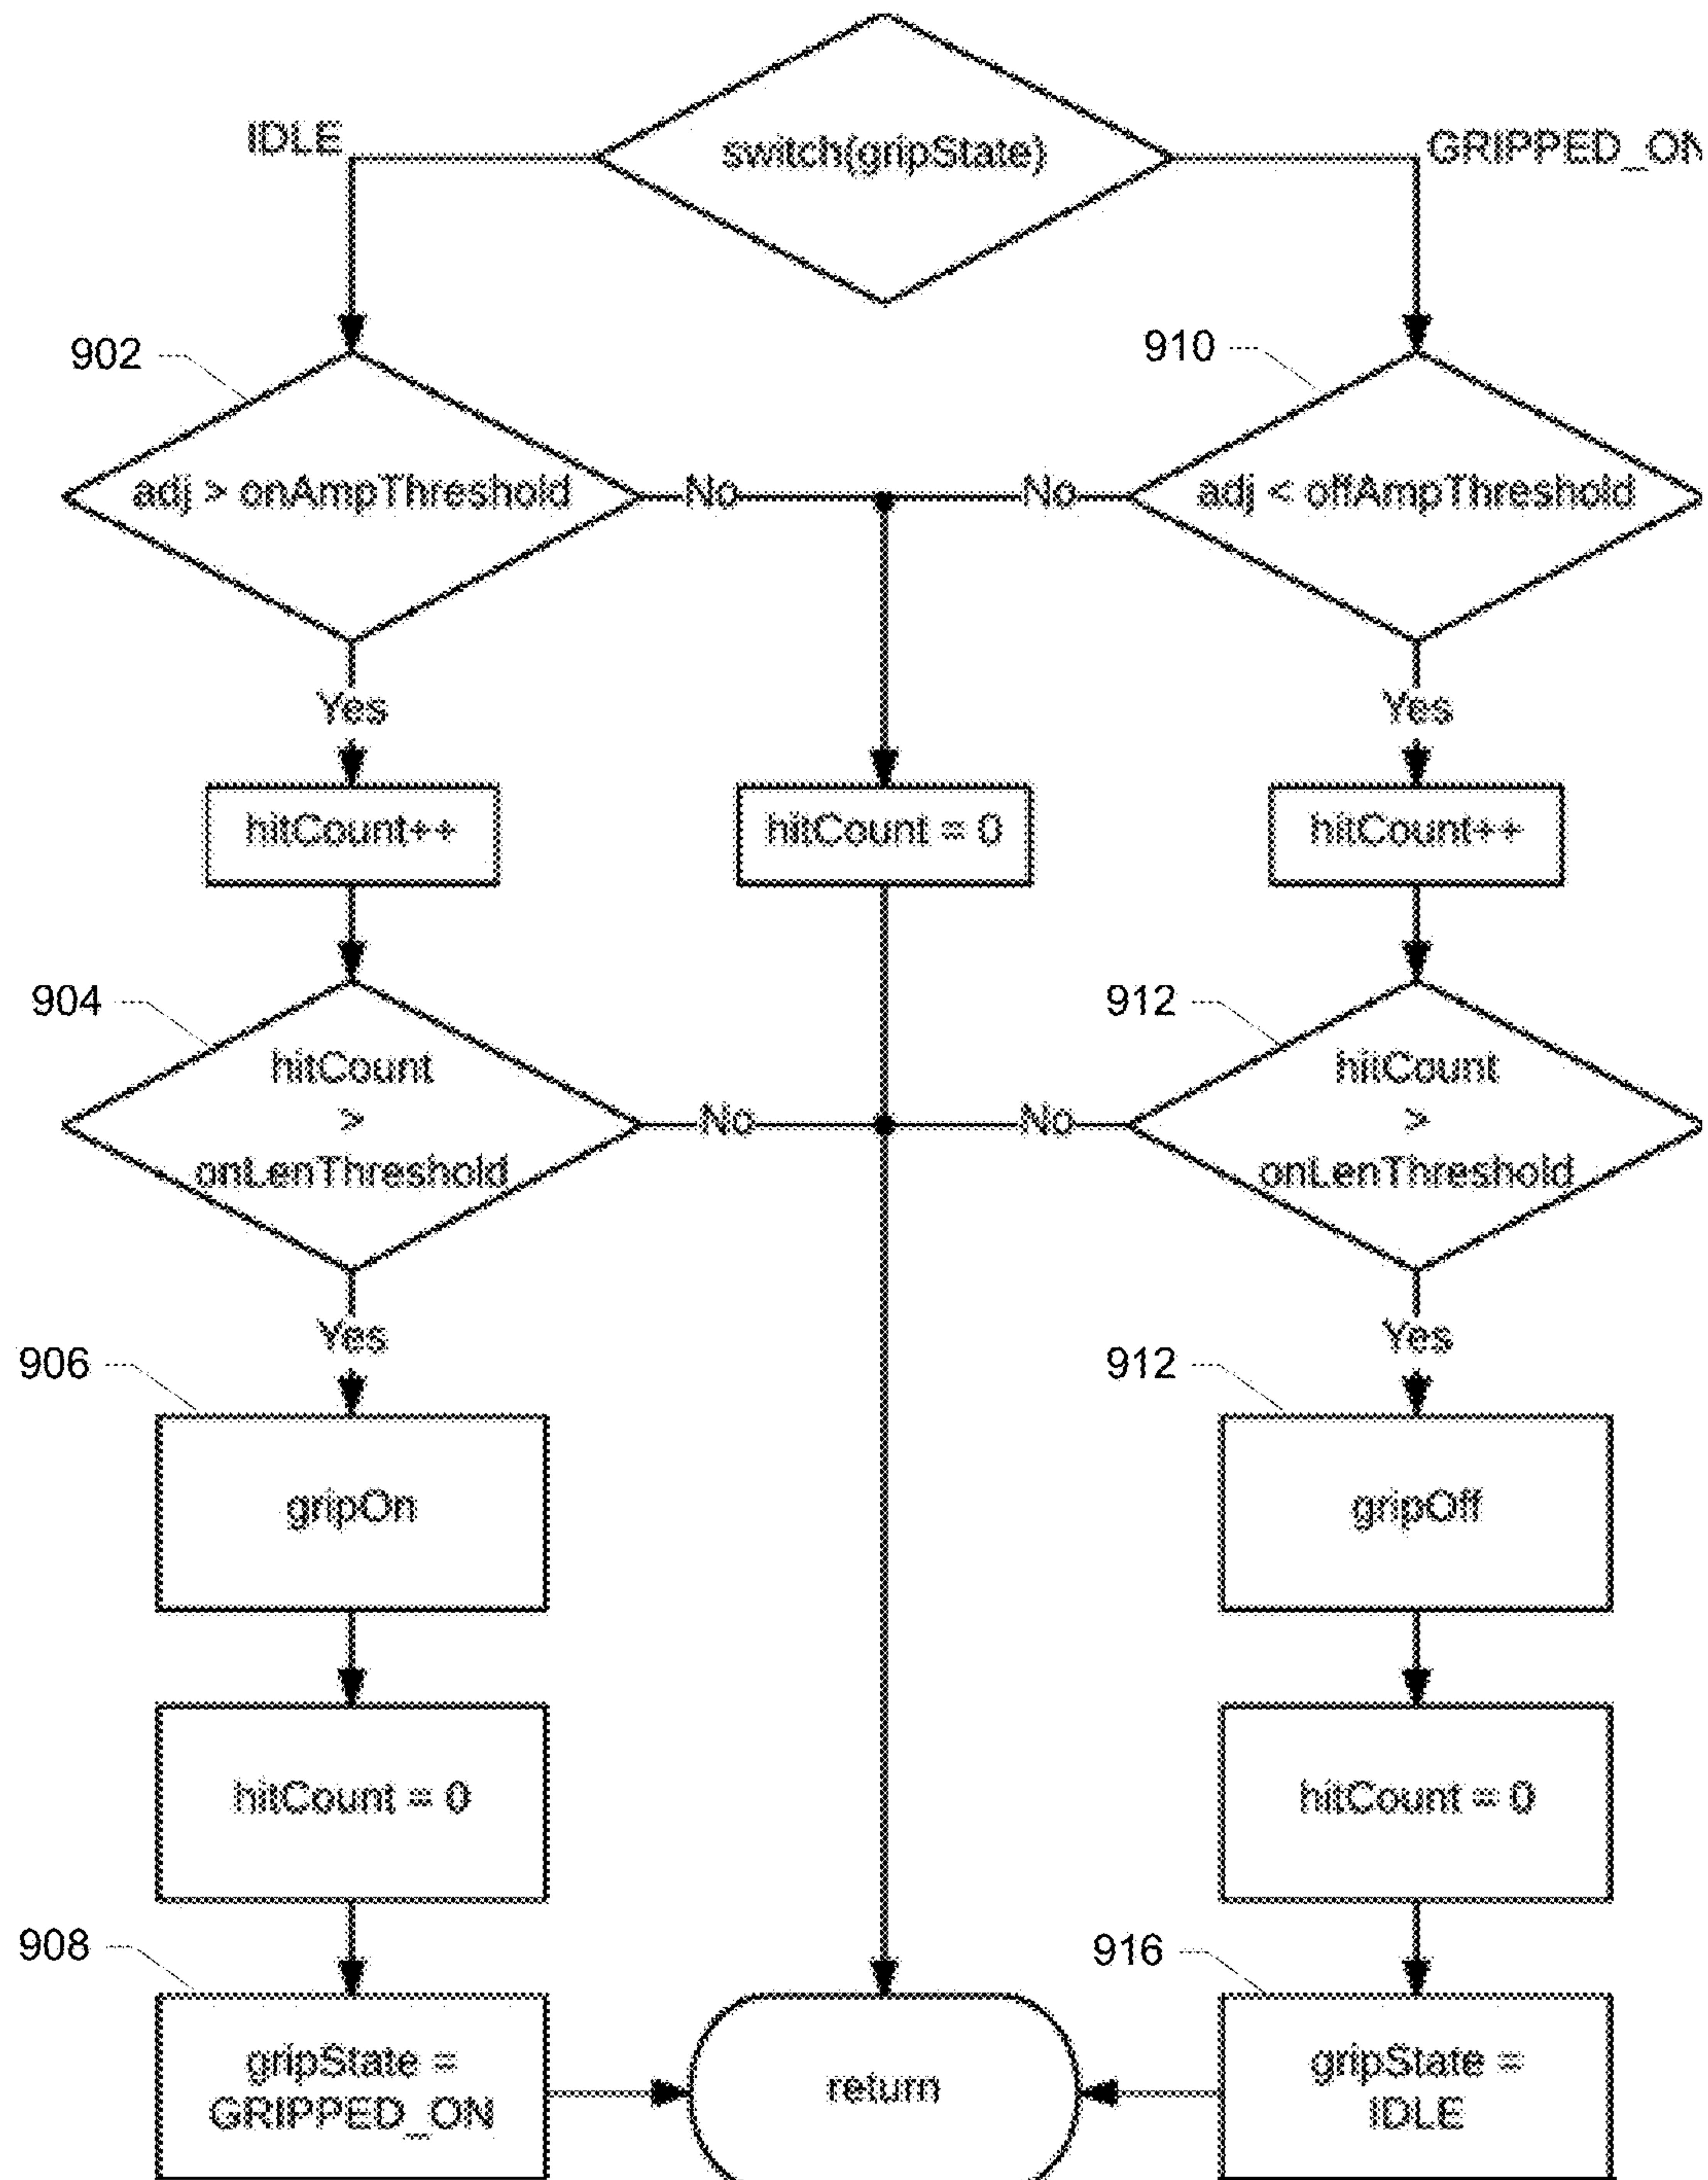 switch(gripState)
IDLE
GRIPPED_ON
902
910
adj > onAmpThreshold
No
No
adj < offAmpThreshold
Yes
Yes
hitCount++
hitCount = 0
hitCount++
904
912
hitCount
>
onLenThreshold
No
No
hitCount
>
onLenThreshold
Yes
Yes
906
912
gripOn
gripOff
hitCount = 0
hitCount = 0
908
916
gripState =
GRIPPED_ON
return
gripState =
IDLE